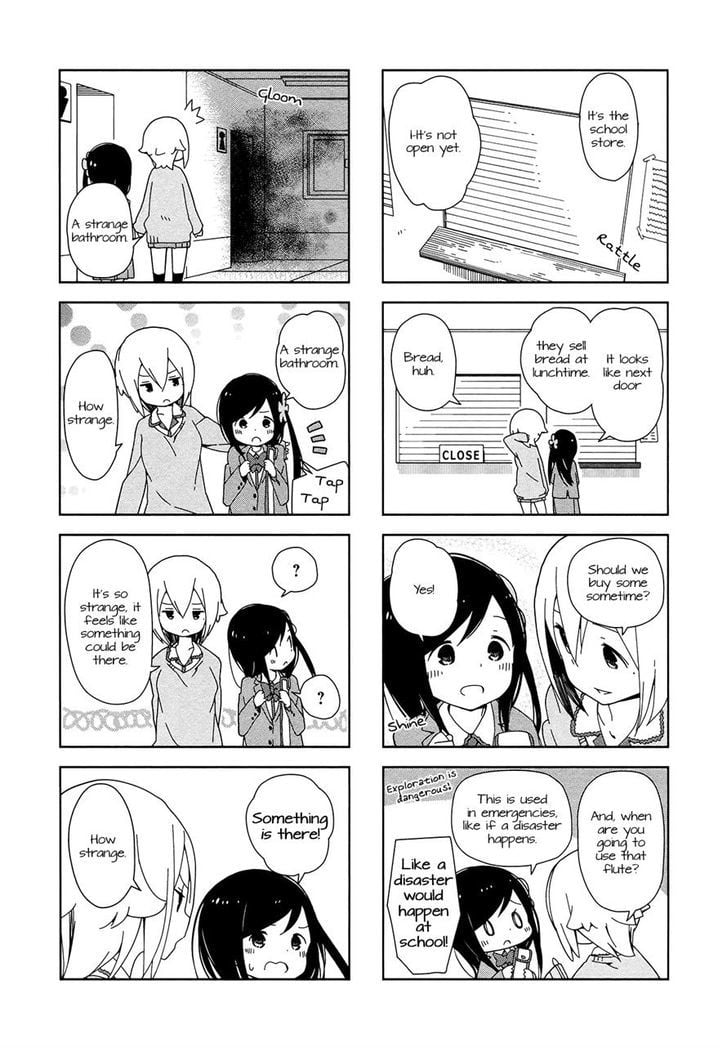 It's the
school
store.
I-It's not
open yet.
Rattle
It looks
like next
door
they sell
bread at
lunchtime.
Bread,
huh.
CLOSE
Should we
buy some
sometime?
Yes!
Shine
And, when
are you
going to
use that
flute?
This is used
in emergencies,
like if a disaster
happens.
Exploration is
dangerous!
Like a
disaster
would
happen
at
school!
Gloom
A strange
bathroom.
A strange
bathroom.
How
strange.
Tap
Tap
?
It's so
strange, it
feels like
something
could be
there.
?
Something
is there!
How
strange.